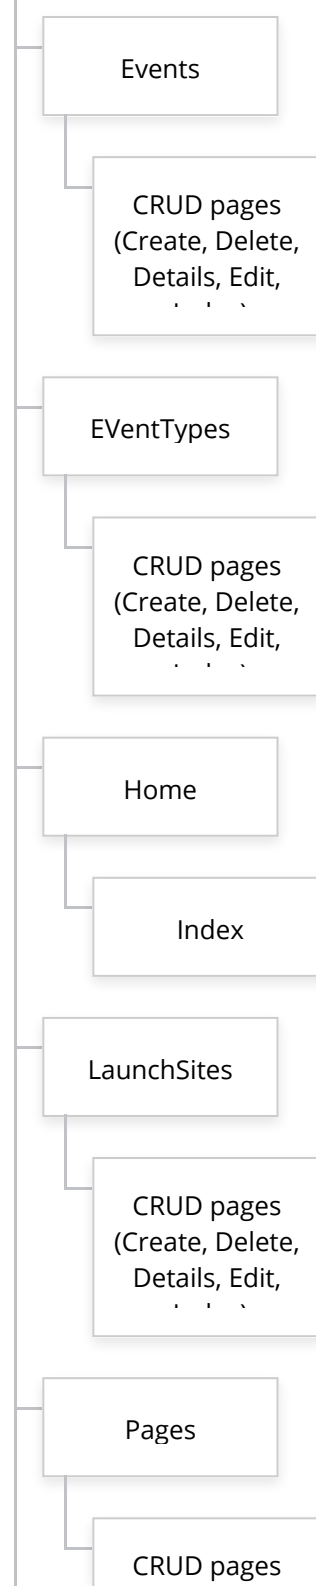 Events
CRUD pages
(Create, Delete,
Details, Edit,
EVentTypes
CRUD pages
(Create, Delete,
Details, Edit,
Home
Index
LaunchSites
CRUD pages
(Create, Delete,
Details, Edit,
Pages
CRUD pages